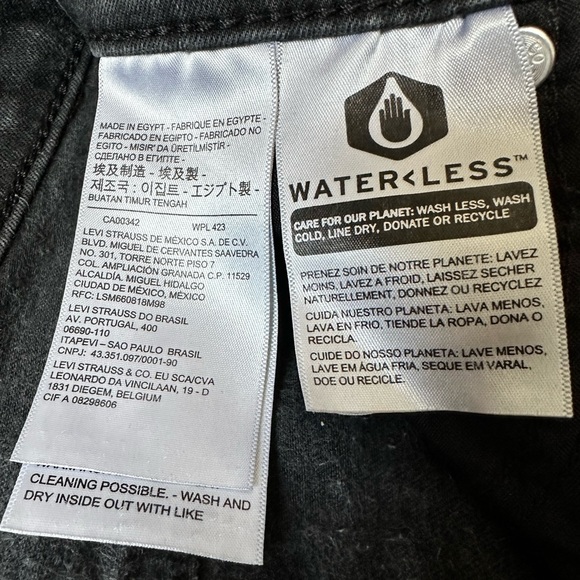 MADE IN EGYPT - FABRIQUE EN EGYPTE -
FABRICADO EN EGIPTO - FABRICADO NO
EGITO - MISIR'DA ÜRETİLMİŞTİR -
СДЕЛАНО В ЕГИПТЕ -
埃及制造 - 埃及製 -
제조국 : 이집트 - エジプト製 -
BUATAN TIMUR TENGAH
CA00342 WPL 423
LEVI STRAUSS DE MÉXICO S.A. DE C.V.
BLVD. MIGUEL DE CERVANTES SAAVEDRA
NO. 301, TORRE NORTE PISO 7
COL. AMPLIACIÓN GRANADA C.P. 11529
ALCALDÍA. MIGUEL HIDALGO
CIUDAD DE MÉXICO, MÉXICO
RFC: LSM660818M98
LEVI STRAUSS DO BRASIL
AV. PORTUGAL, 400
06690-110
ITAPEVI – SAO PAULO BRASIL
CNPJ: 43.351.097/0001-90
LEVI STRAUSS & CO. EU SCA/CVA
LEONARDO DA VINCILAAN, 19 - D
1831 DIEGEM, BELGIUM
CIF A 08298606
CLEANING POSSIBLE. - WASH AND
DRY INSIDE OUT WITH LIKE
WATER<LESS™
CARE FOR OUR PLANET: WASH LESS, WASH
COLD, LINE DRY, DONATE OR RECYCLE
PRENEZ SOIN DE NOTRE PLANETE: LAVEZ
MOINS, LAVEZ A FROID, LAISSEZ SECHER
NATURELLEMENT, DONNEZ OU RECYCLEZ
CUIDA NUESTRO PLANETA: LAVA MENOS,
LAVA EN FRIO, TIENDE LA ROPA, DONA O
RECICLA.
CUIDE DO NOSSO PLANETA: LAVE MENOS,
LAVE EM ÁGUA FRIA, SEQUE EM VARAL,
DOE OU RECICLE.